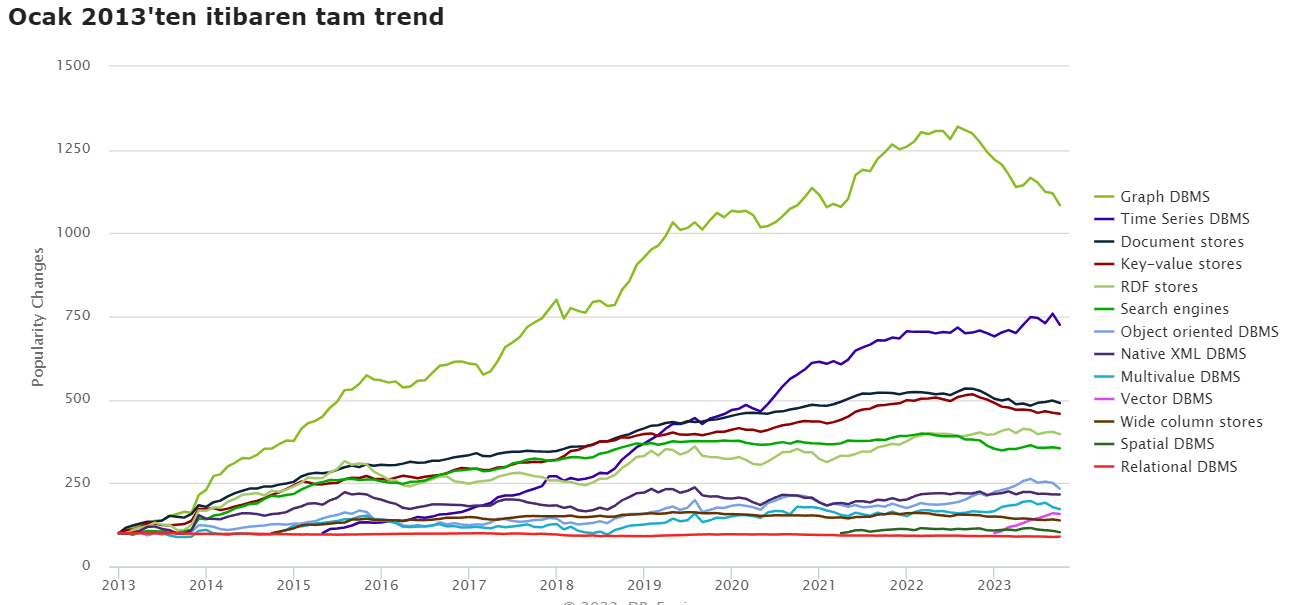 Ocak 2013'ten itibaren tam trend
1500
1250
1000
750
500
250
0
Popularity Changes
2013 2014 2015 2016 2017 2018 2019 2020 2021 2022 2023
Graph DBMS
Time Series DBMS
Document stores
Key-value stores
RDF stores
Search engines
Object oriented DBMS
Native XML DBMS
Multivalue DBMS
Vector DBMS
Wide column stores
Spatial DBMS
Relational DBMS